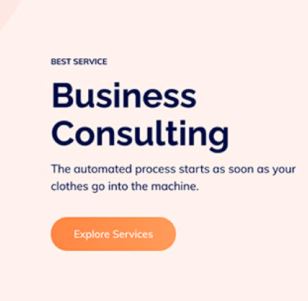 BEST SERVICE
Business
Consulting
The automated process starts as soon as your
clothes go into the machine.
Explore Services